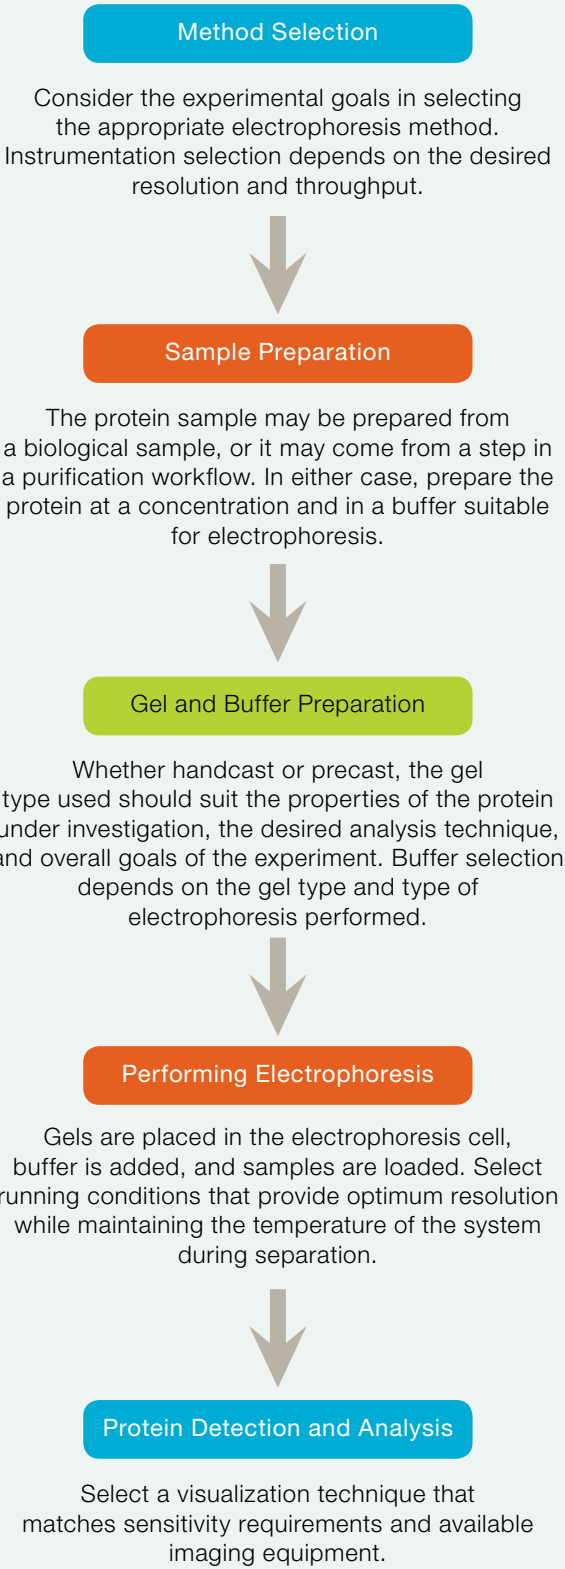 Method Selection
Consider the experimental goals in selecting
the appropriate electrophoresis method.
Instrumentation selection depends on the desired
resolution and throughput.
Sample Preparation
The protein sample may be prepared from
a biological sample, or it may come from a step in
a purification workflow. In either case, prepare the
protein at a concentration and in a buffer suitable
for electrophoresis.
Gel and Buffer Preparation
Whether handcast or precast, the gel
type used should suit the properties of the protein
under investigation, the desired analysis technique,
and overall goals of the experiment. Buffer selection
depends on the gel type and type of
electrophoresis performed.
Performing Electrophoresis
Gels are placed in the electrophoresis cell,
buffer is added, and samples are loaded. Select
running conditions that provide optimum resolution
while maintaining the temperature of the system
during separation.
Protein Detection and Analysis
Select a visualization technique that
matches sensitivity requirements and available
imaging equipment.